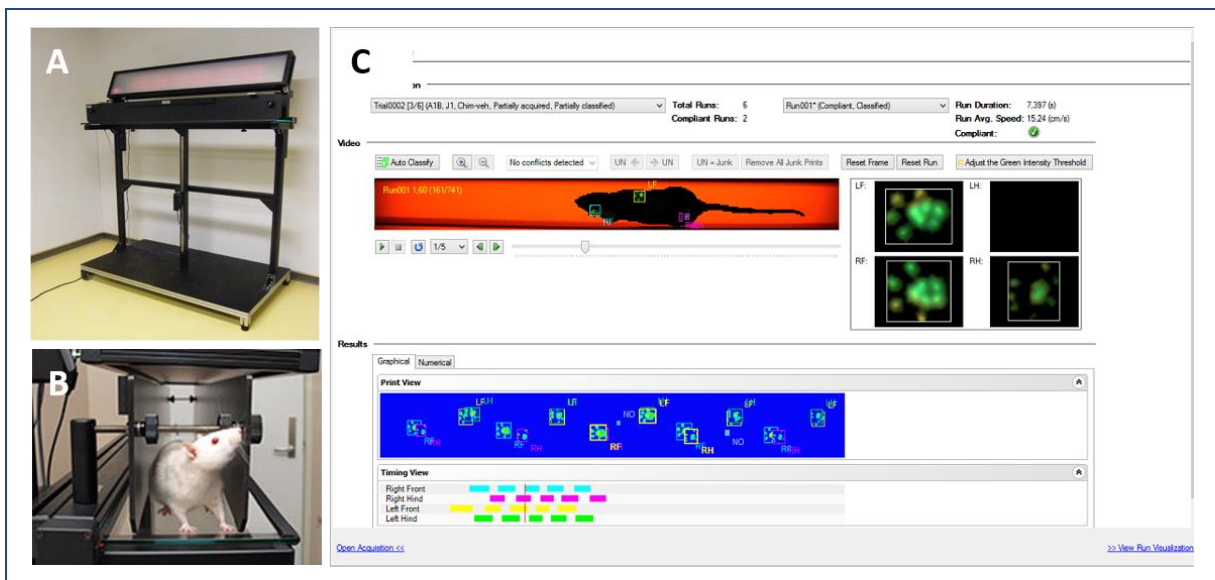 A
B
C
on
Trial0002 [3/6] (A1B, J1, Chim-veh, Partially acquired, Partially classified)
Total Runs: 6
Compliant Runs: 2
Run001* (Compliant, Classified)
Run Duration: 7,397 (s)
Run Avg. Speed: 15,24 (cm/s)
Compliant:
Video
Auto Classify
No conflicts detected
UN
UN
UN = Junk
Remove All Junk Prints
Reset Frame
Reset Run
Adjust the Green Intensity Threshold
Run001 1,60 (161/741)
LF
RF
1/5
LF:
LH:
RF:
RH:
Results
Graphical
Numerical
Print View
LF
NO
RF
RH
RF
RH
NO
Timing View
Right Front
Right Hind
Left Front
Left Hind
Open Acquisition <<
>> View Run Visualization